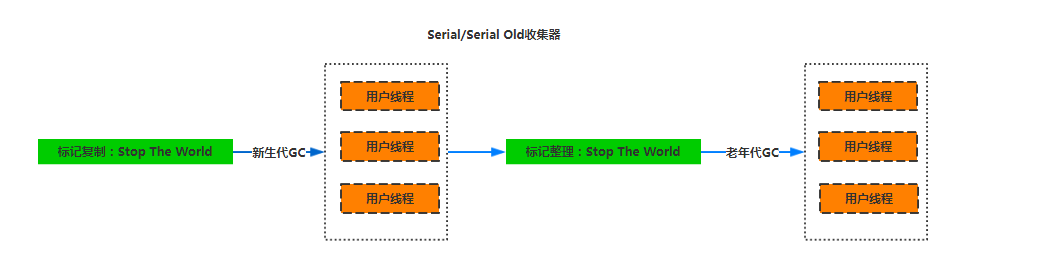 Serial/Serial Old收集器
标记复制：Stop The World
新生代GC
用户线程
用户线程
用户线程
标记整理：Stop The World
老年代GC
用户线程
用户线程
用户线程